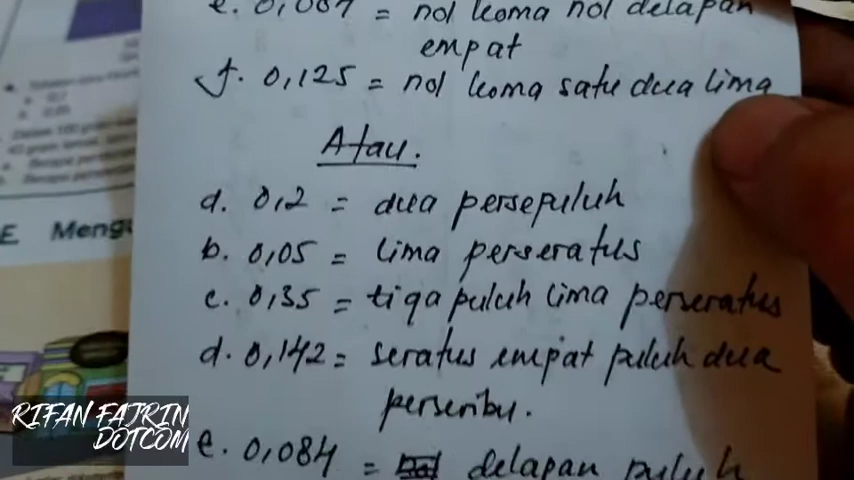 e. 0,084 = nol koma nol delapan
empat
f. 0,125 = nol koma satu dua lima
Atau.
a. 0,2 = dua persepuluh
b. 0,05 = lima perseratus
c. 0,35 = tiga puluh lima perseratus
d. 0,142 = seratus empat puluh dua
perseribu.
e. 0,084 = delapan puluh
E Mengu
RIFAN FAJRIN
DOTCOM